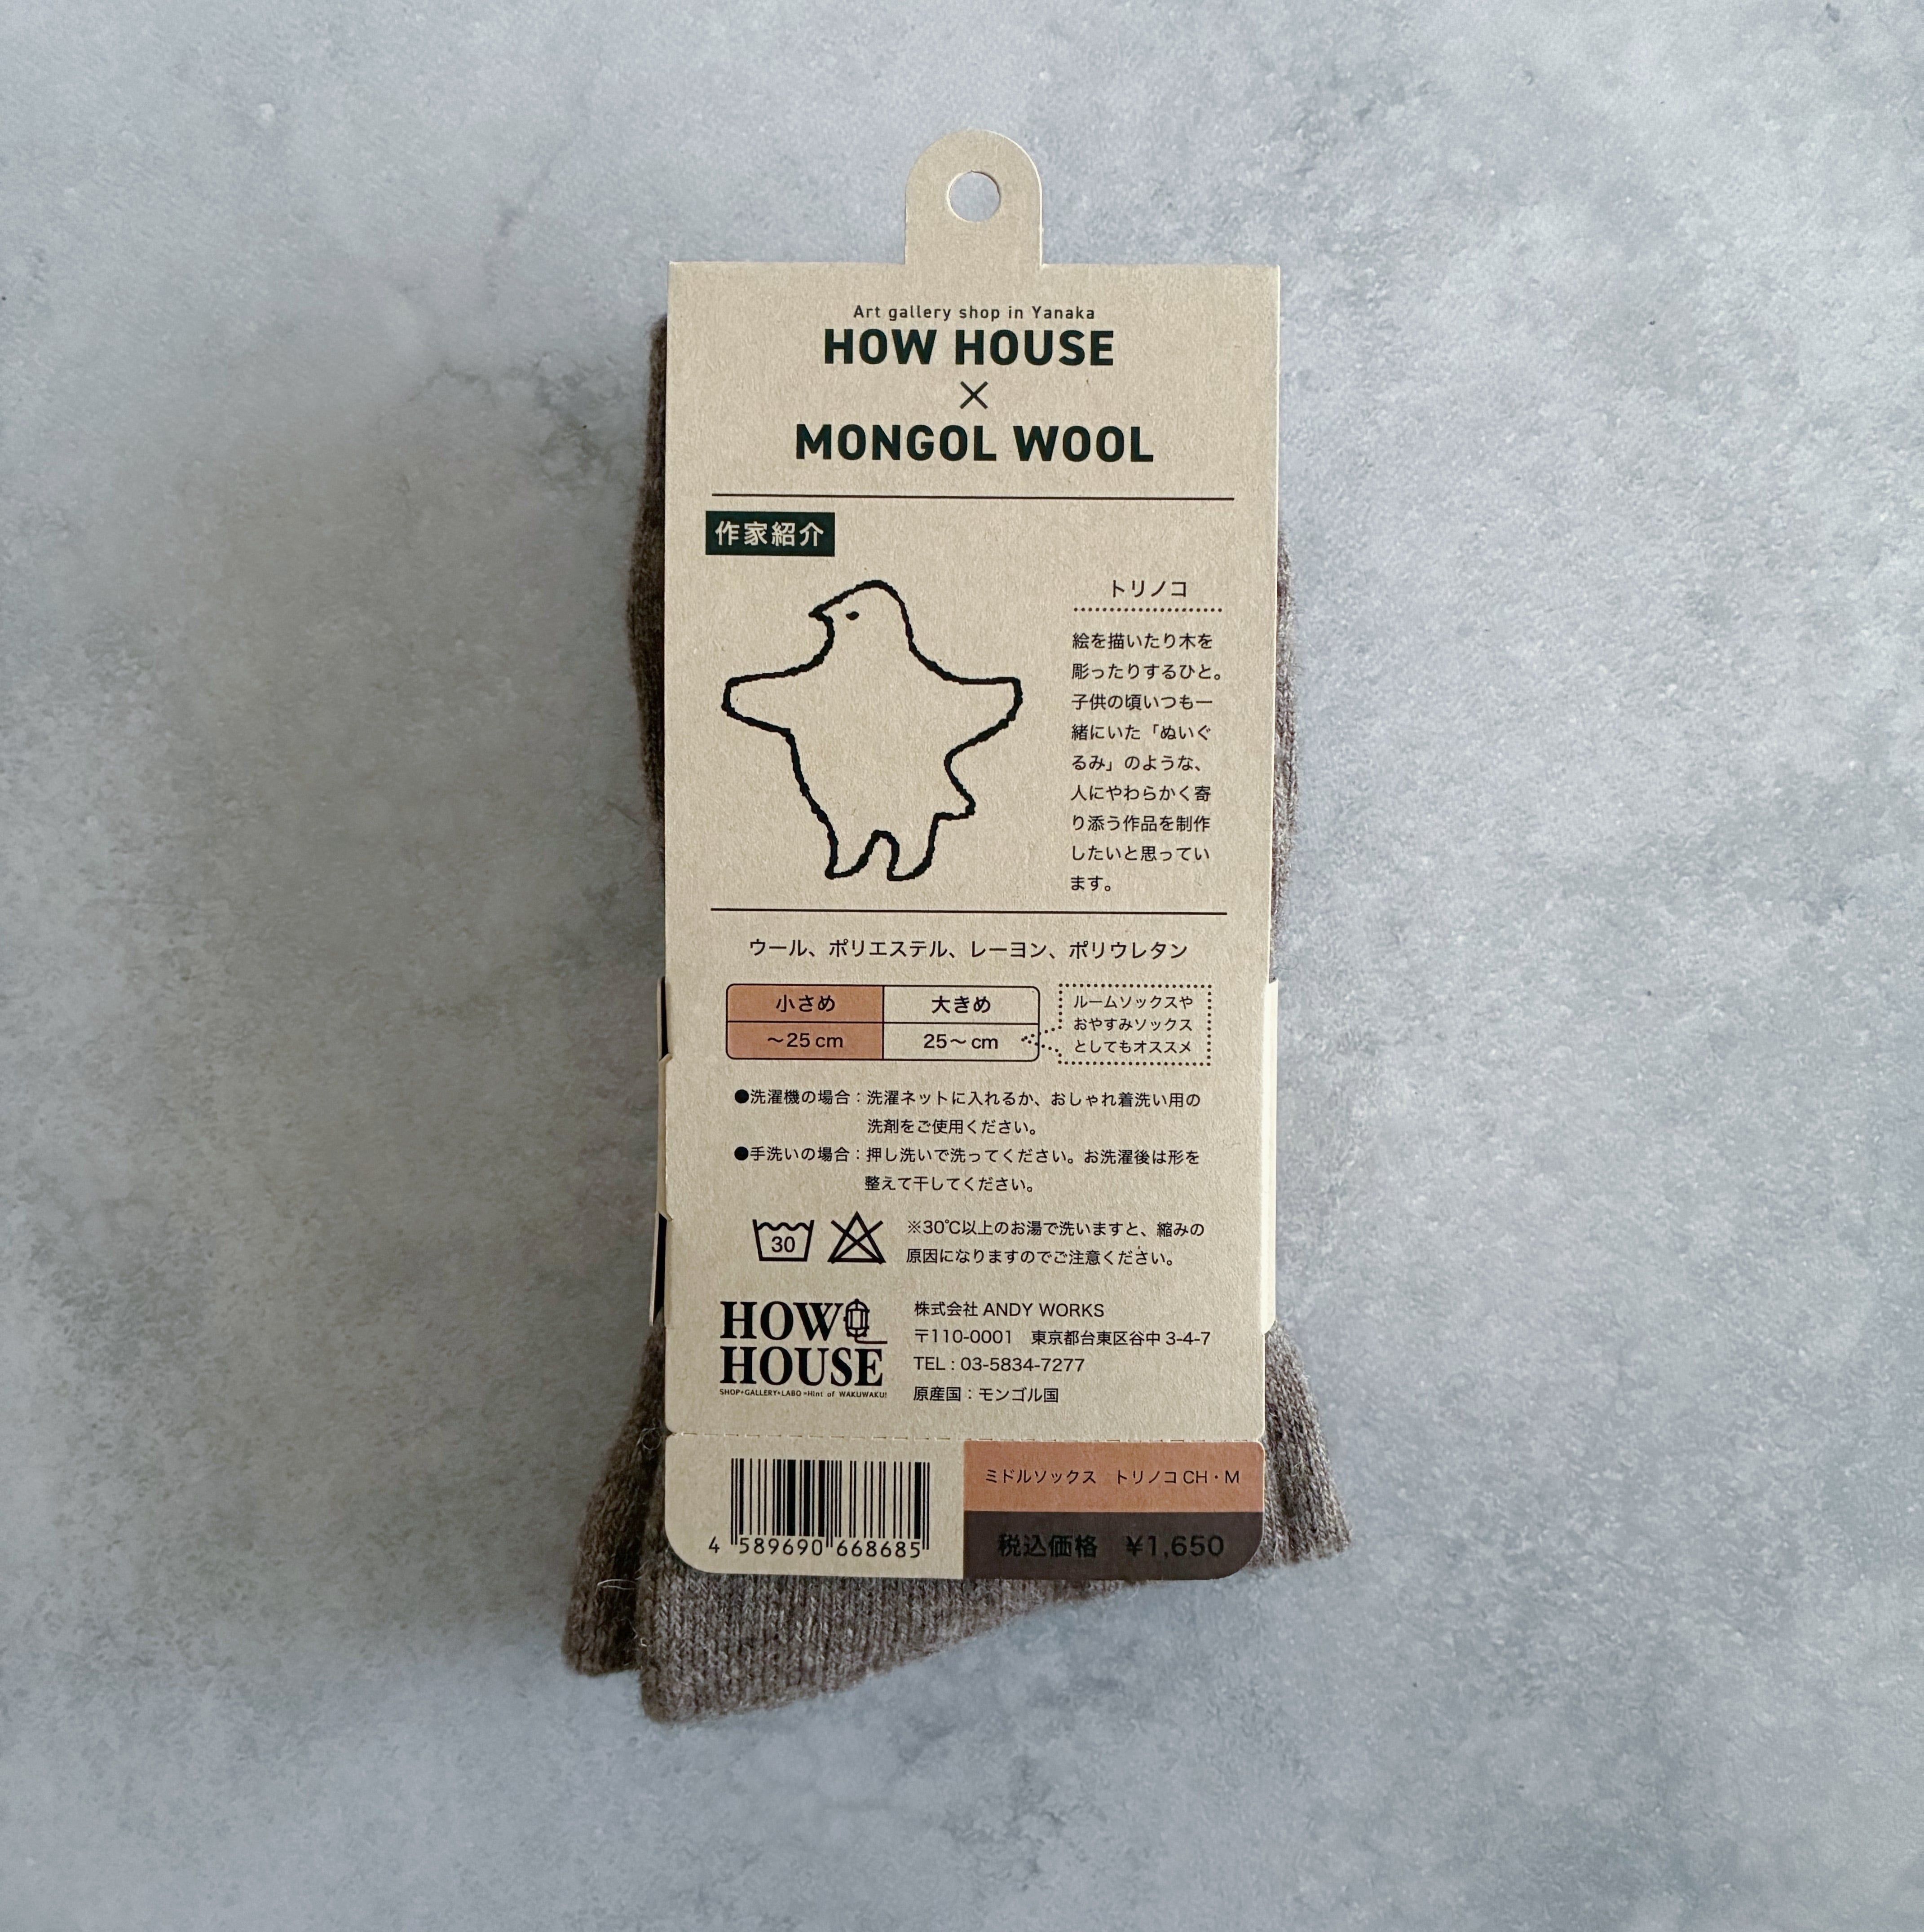 Art gallery shop in Yanaka
HOW HOUSE
×
MONGOL WOOL
作家紹介
トリノコ
絵を描いたり木を
彫ったりするひと。
子供の頃いつも一
緒にいた「ぬいぐ
るみ」のような、
人にやわらかく寄
り添う作品を制作
したいと思ってい
ます。
ウール、ポリエステル、レーヨン、ポリウレタン
小さめ 大きめ
〜25 cm 25〜 cm
ルームソックスや
おやすみソックス
としてもオススメ
●洗濯機の場合：洗濯ネットに入れるか、おしゃれ着洗い用の
洗剤をご使用ください。
●手洗いの場合：押し洗いで洗ってください。お洗濯後は形を
整えて干してください。
30
※30℃以上のお湯で洗いますと、縮みの
原因になりますのでご注意ください。
HOW
HOUSE
SHOP+GALLERY+LABO =Hint of WAKUWAKU!
株式会社 ANDY WORKS
〒110-0001 東京都台東区谷中 3-4-7
TEL : 03-5834-7277
原産国：モンゴル国
4 589690 668685
ミドルソックス トリノコ CH・M
税込価格 ¥1,650